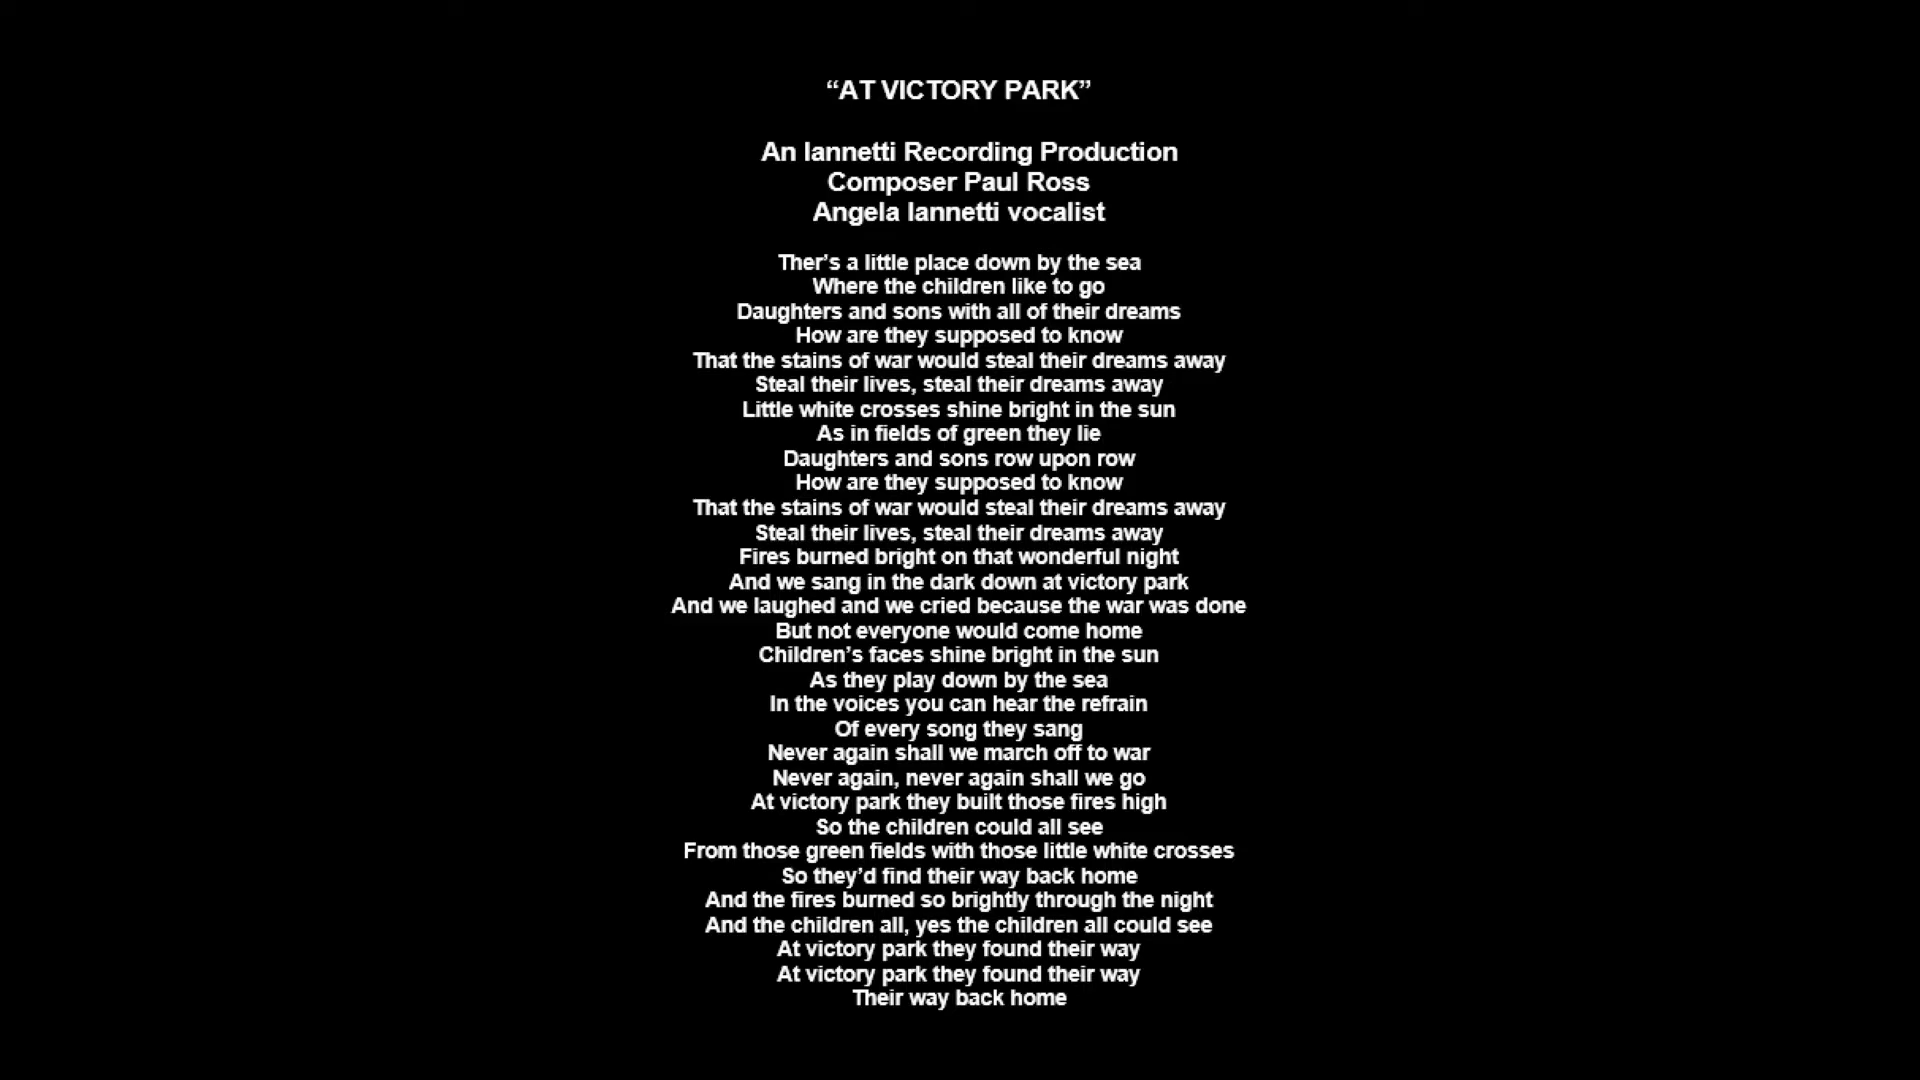 “AT VICTORY PARK”
An Iannetti Recording Production
Composer Paul Ross
Angela Iannetti vocalist
Ther’s a little place down by the sea
Where the children like to go
Daughters and sons with all of their dreams
How are they supposed to know
That the stains of war would steal their dreams away
Steal their lives, steal their dreams away
Little white crosses shine bright in the sun
As in fields of green they lie
Daughters and sons row upon row
How are they supposed to know
That the stains of war would steal their dreams away
Steal their lives, steal their dreams away
Fires burned bright on that wonderful night
And we sang in the dark down at victory park
And we laughed and we cried because the war was done
But not everyone would come home
Children’s faces shine bright in the sun
As they play down by the sea
In the voices you can hear the refrain
Of every song they sang
Never again shall we march off to war
Never again, never again shall we go
At victory park they built those fires high
So the children could all see
From those green fields with those little white crosses
So they’d find their way back home
And the fires burned so brightly through the night
And the children all, yes the children all could see
At victory park they found their way
At victory park they found their way
Their way back home